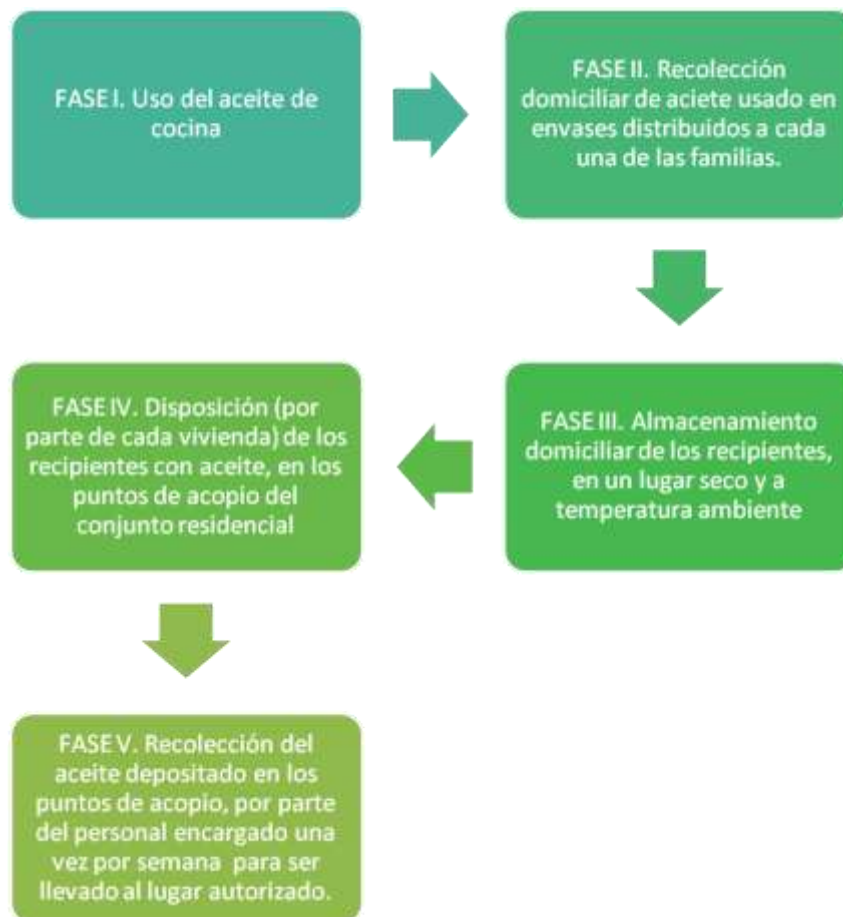 FASE I. Uso del aceite de
cocina
FASE II. Recolección
domiciliar de aciete usado en
envases distribuidos a cada
una de las familias.
FASE III. Almacenamiento
domiciliar de los recipientes,
en un lugar seco y a
temperatura ambiente
FASE IV. Disposición (por
parte de cada vivienda) de los
recipientes con aceite, en los
puntos de acopio del
conjunto residencial
FASE V. Recolección del
aceite depositado en los
puntos de acopio, por parte
del personal encargado una
vez por semana para ser
llevado al lugar autorizado.